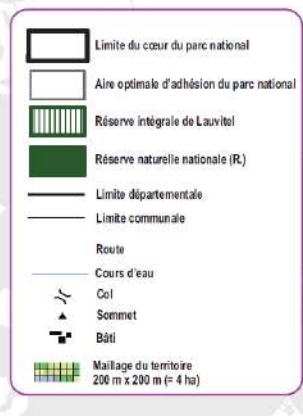 Limite du cœur du parc national
Aire optimale d'adhésion du parc national
Réserve intégrale de Lauvitel
Réserve naturelle nationale (R.)
Limite départementale
Limite communale
Route
Cours d'eau
Col
Sommet
Bâti
Maillage du territoire
200 m x 200 m (= 4 ha)